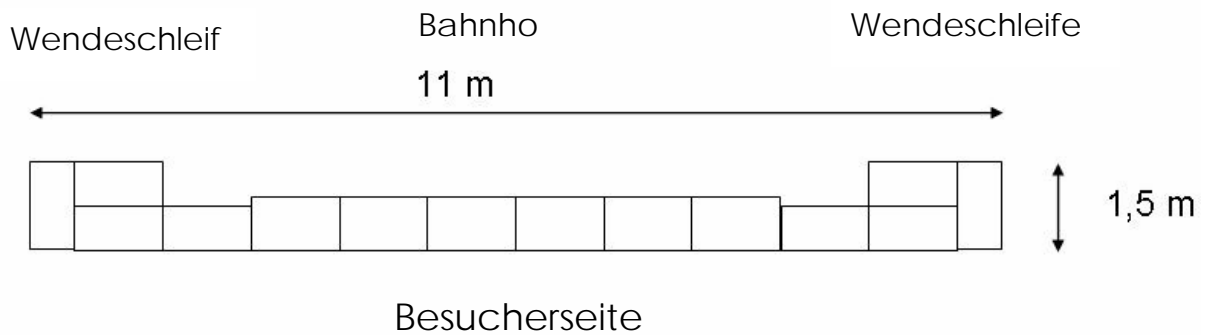 Wendeschleif
Bahnho
Wendeschleife
11 m
1,5 m
Besucherseite